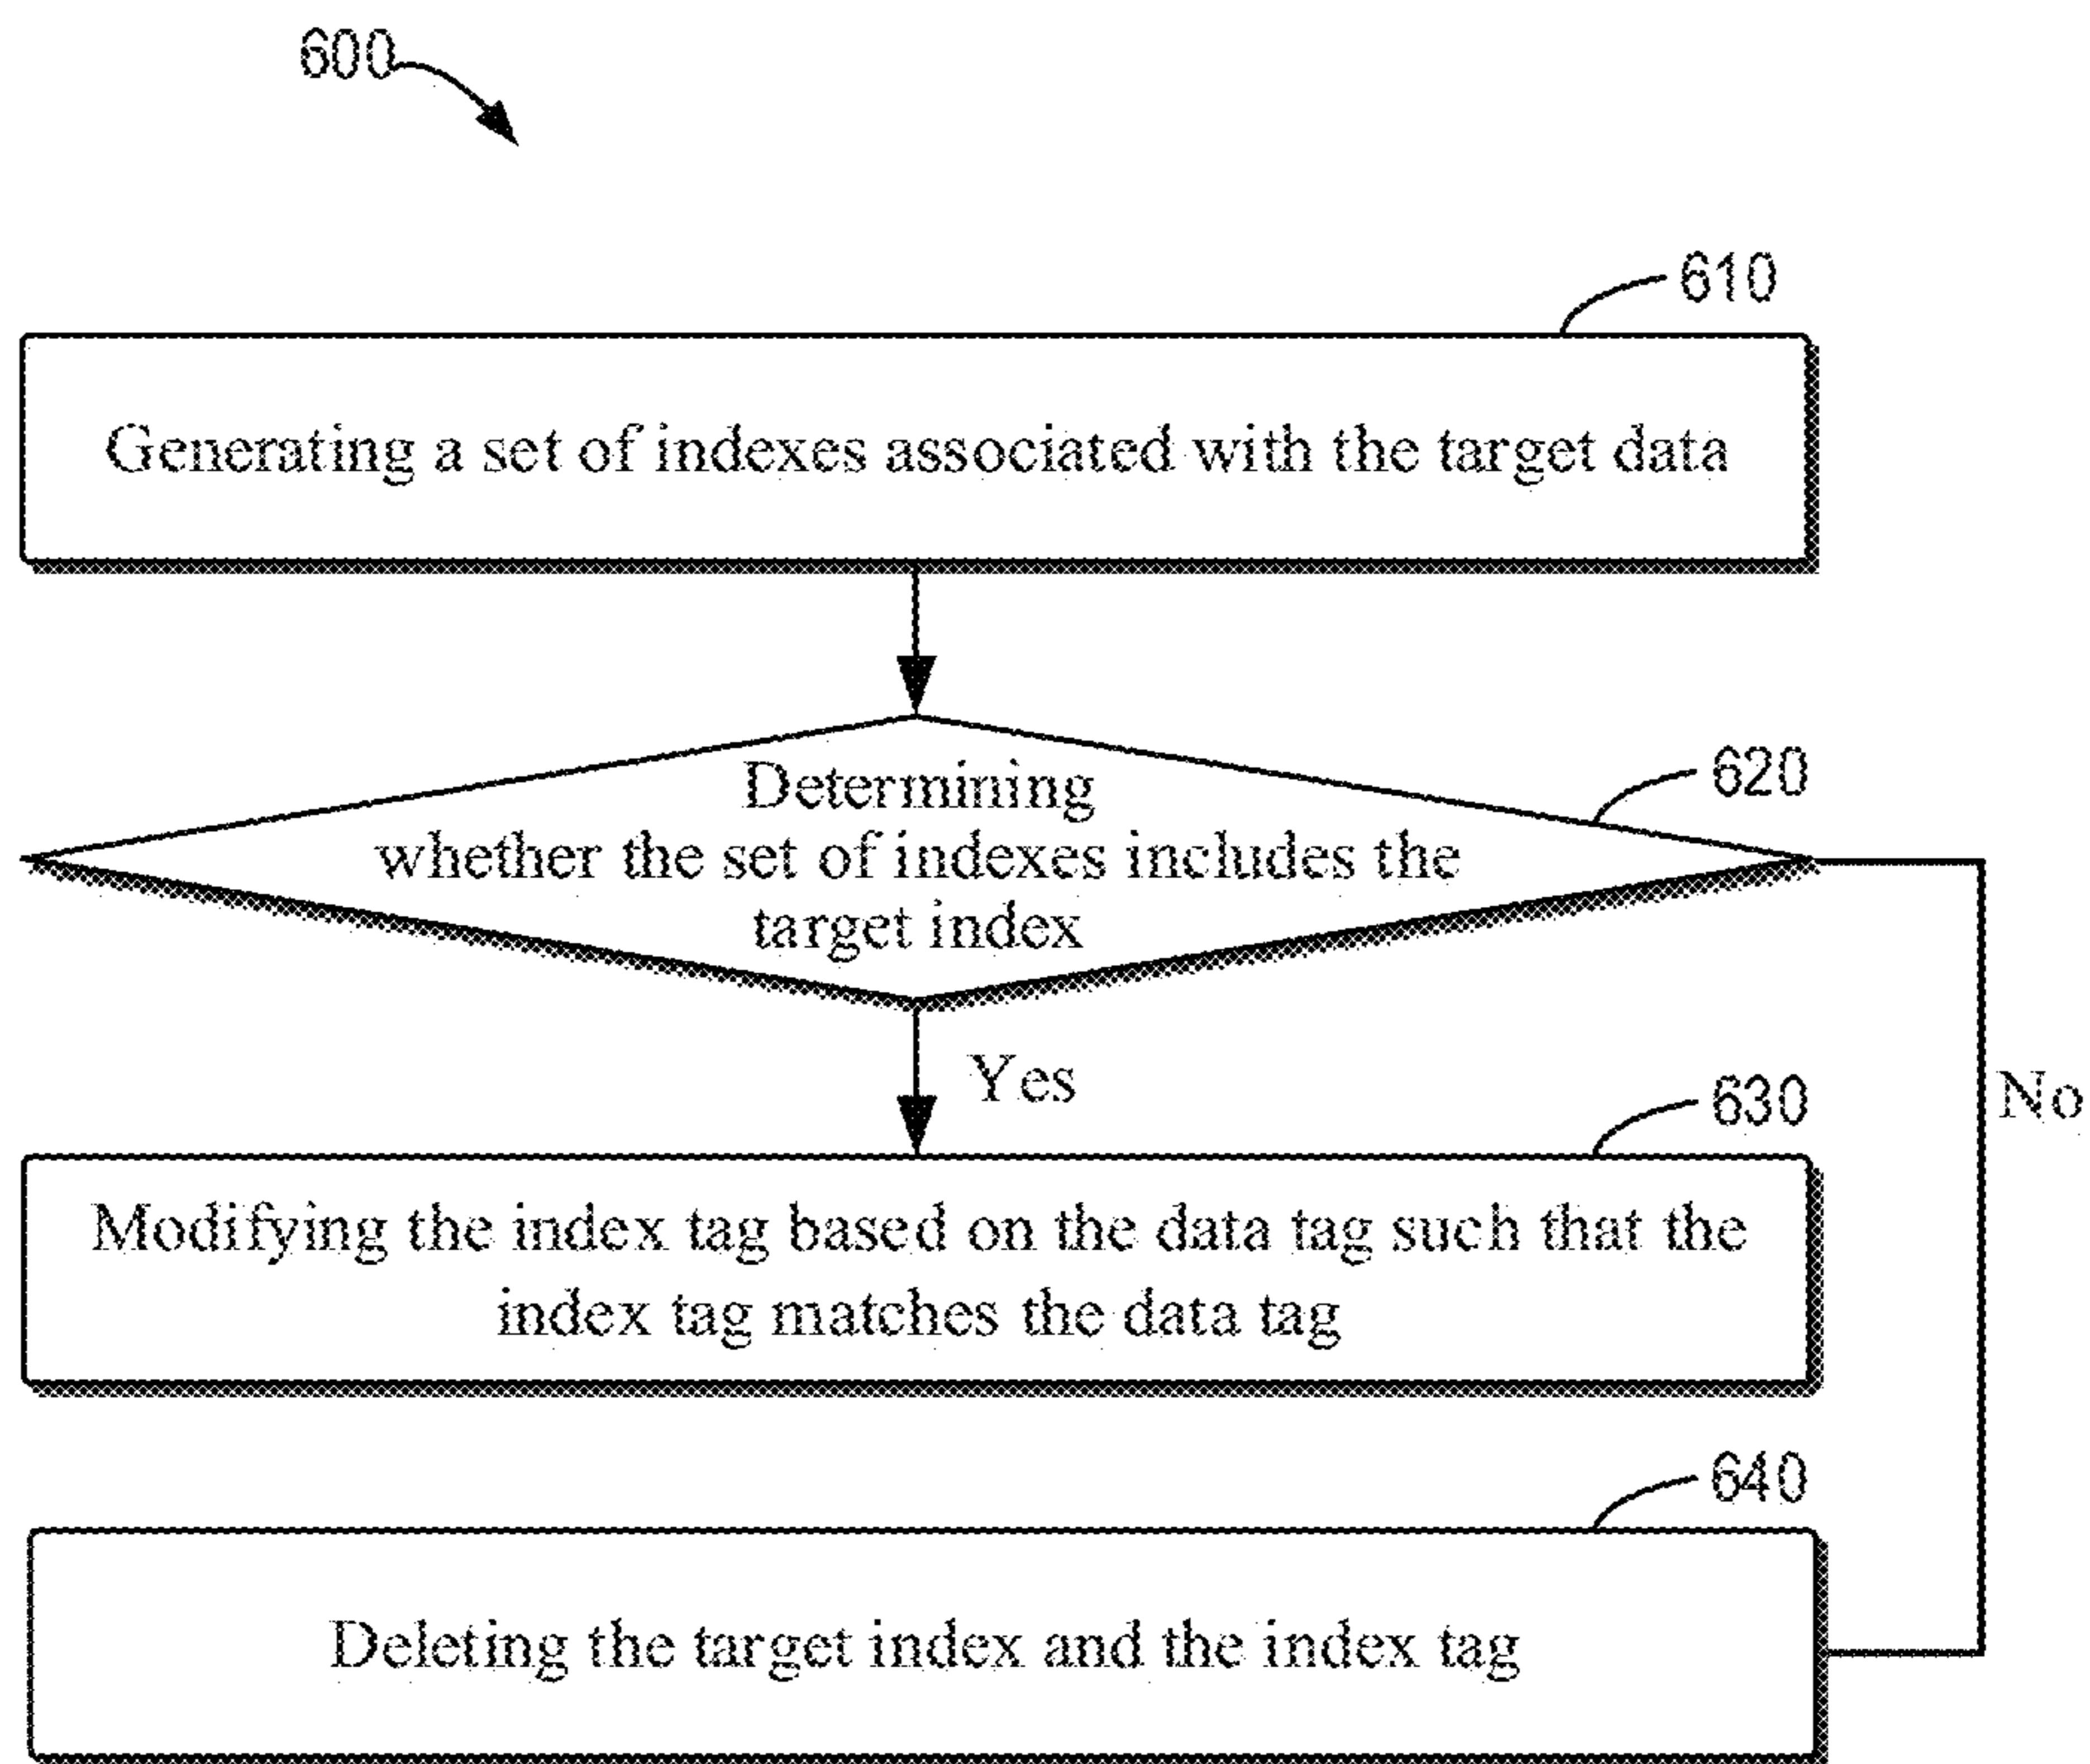 600
610
Generating a set of indexes associated with the target data
620
Determining
whether the set of indexes includes the
target index
Yes
No
630
Modifying the index tag based on the data tag such that the
index tag matches the data tag
640
Deleting the target index and the index tag